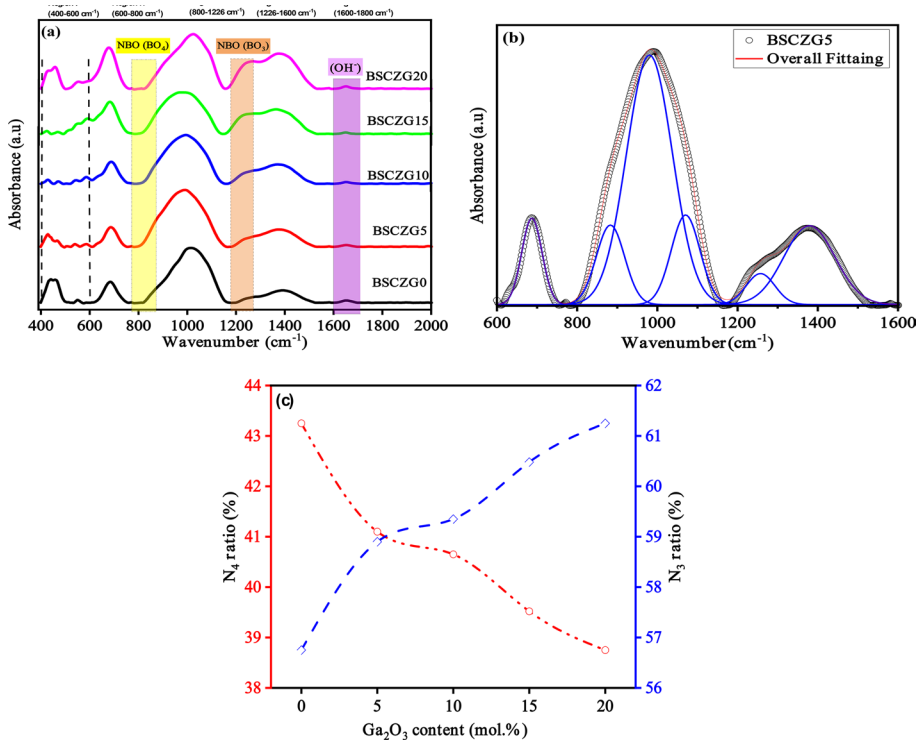 (400-600 cm⁻¹) (600-800 cm⁻¹) (800-1226 cm⁻¹) (1226-1600 cm⁻¹) (1600-1800 cm⁻¹)
(a)
NBO (BO₄)
NBO (BO₃)
(OH⁻)
BSCZG20
BSCZG15
BSCZG10
BSCZG5
BSCZG0
Absorbance (a.u)
400 600 800 1000 1200 1400 1600 1800 2000
Wavenumber (cm⁻¹)
(b)
BSCZG5
Overall Fittaing
Absorbance (a.u)
600 800 1000 1200 1400 1600
Wavenumber(cm⁻¹)
(c)
44
43
42
41
40
39
38
N₄ ratio (%)
62
61
60
59
58
57
56
N₃ ratio (%)
0 5 10 15 20
Ga₂O₃ content (mol.%)